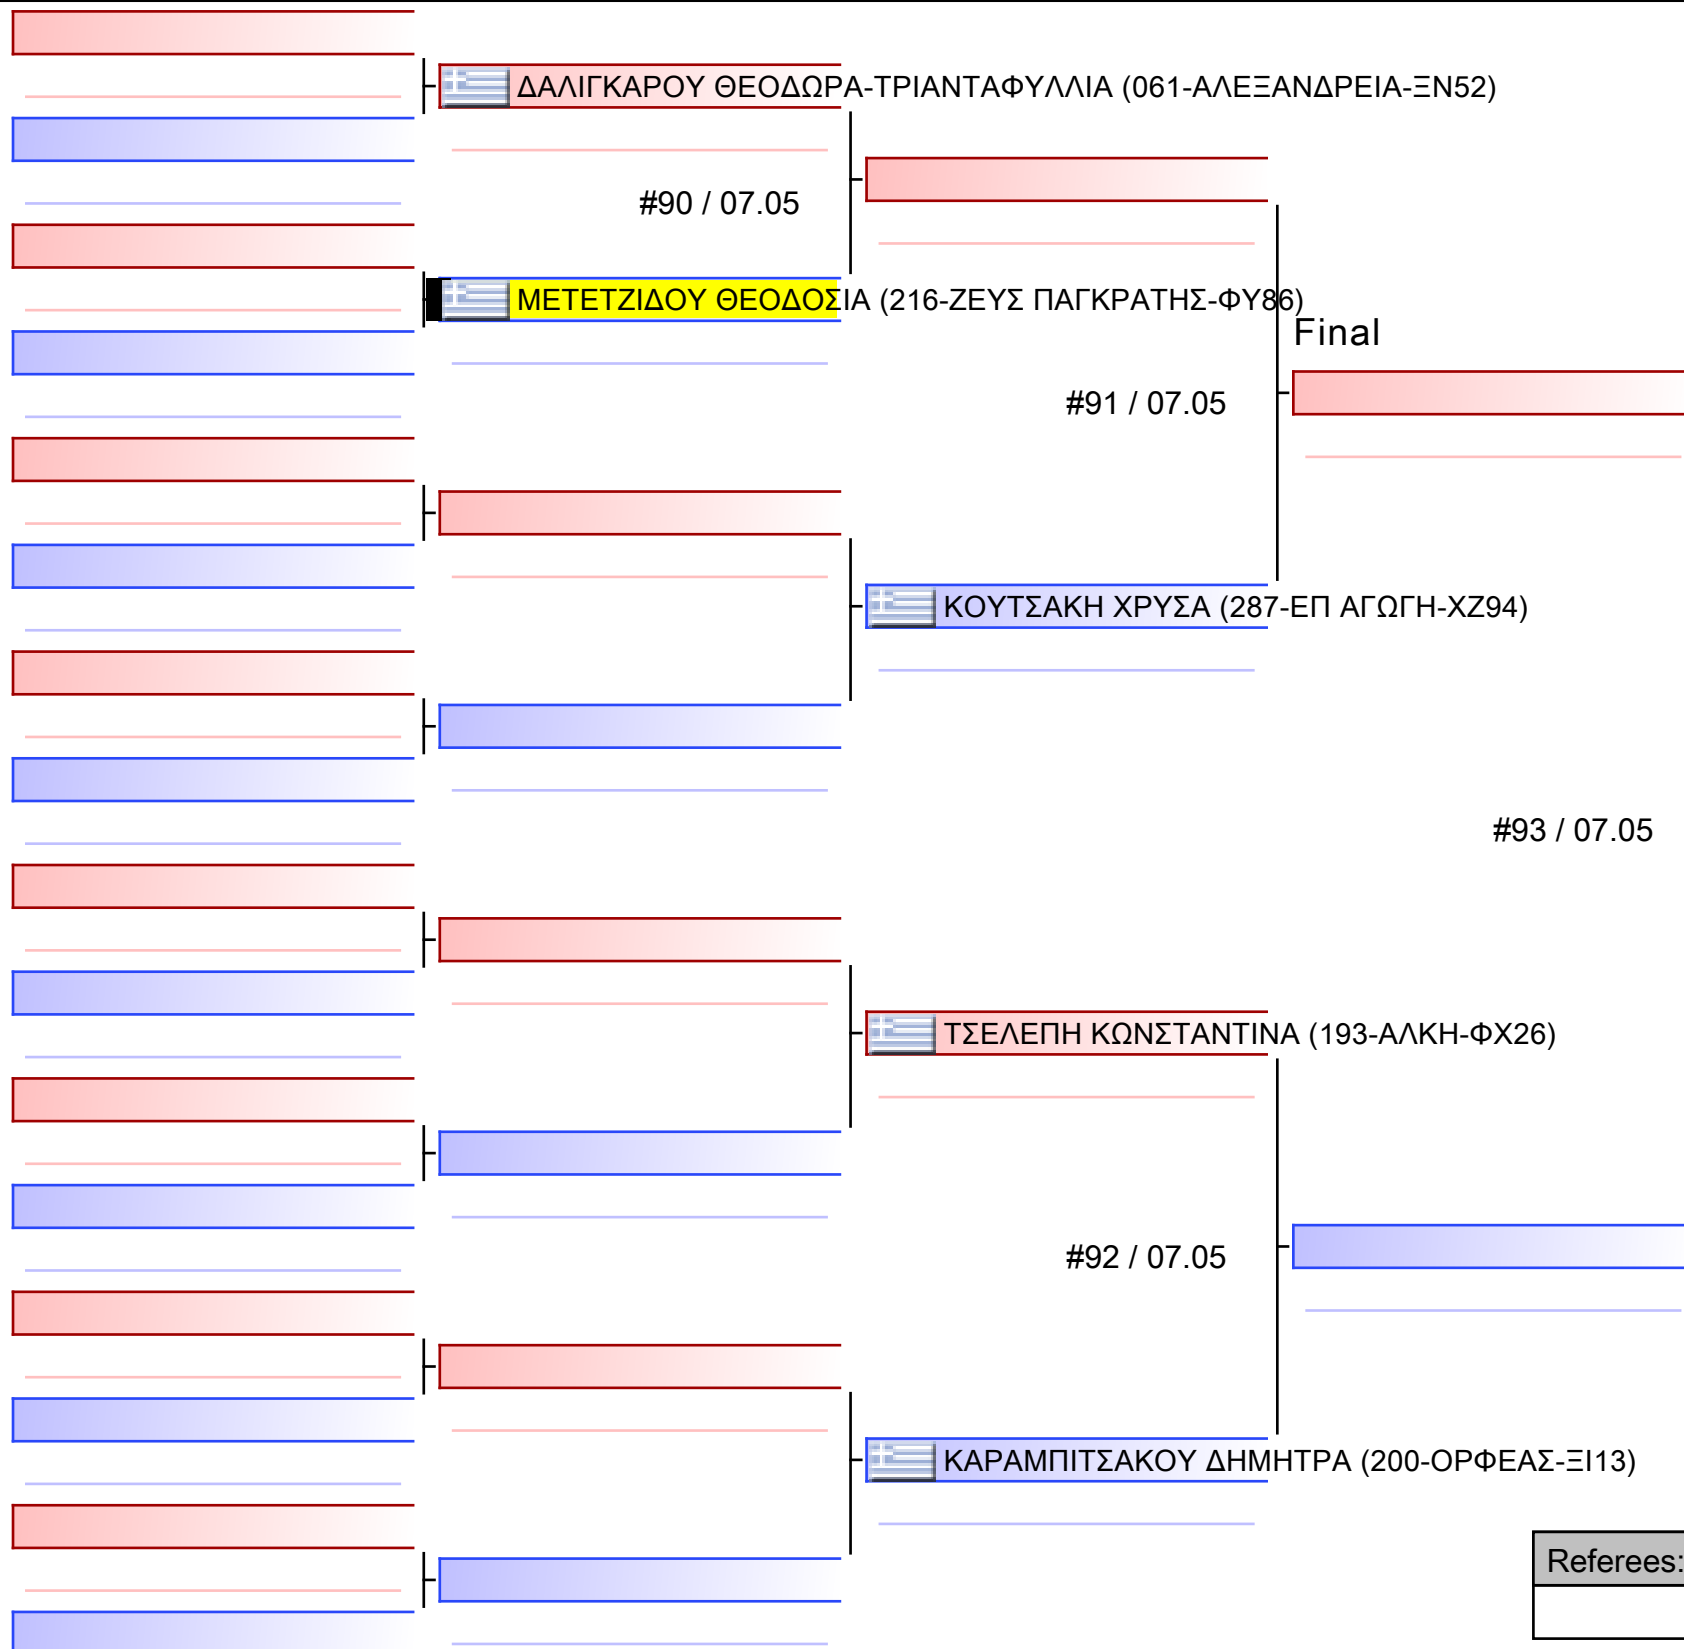 ΔΑΛΙΓΚΑΡΟΥ ΘΕΟΔΩΡΑ-ΤΡΙΑΝΤΑΦΥΛΛΙΑ (061-ΑΛΕΞΑΝΔΡΕΙΑ-ΞΝ52)
#90 / 07.05
ΜΕΤΕΤΖΙΔΟΥ ΘΕΟΔΟΣΙΑ (216-ΖΕΥΣ ΠΑΓΚΡΑΤΗΣ-ΦΥ86)
Final
#91 / 07.05
ΚΟΥΤΣΑΚΗ ΧΡΥΣΑ (287-ΕΠ ΑΓΩΓΗ-ΧΖ94)
#93 / 07.05
ΤΣΕΛΕΠΗ ΚΩΝΣΤΑΝΤΙΝΑ (193-ΑΛΚΗ-ΦΧ26)
#92 / 07.05
ΚΑΡΑΜΠΙΤΣΑΚΟΥ ΔΗΜΗΤΡΑ (200-ΟΡΦΕΑΣ-ΞΙ13)
Referees: